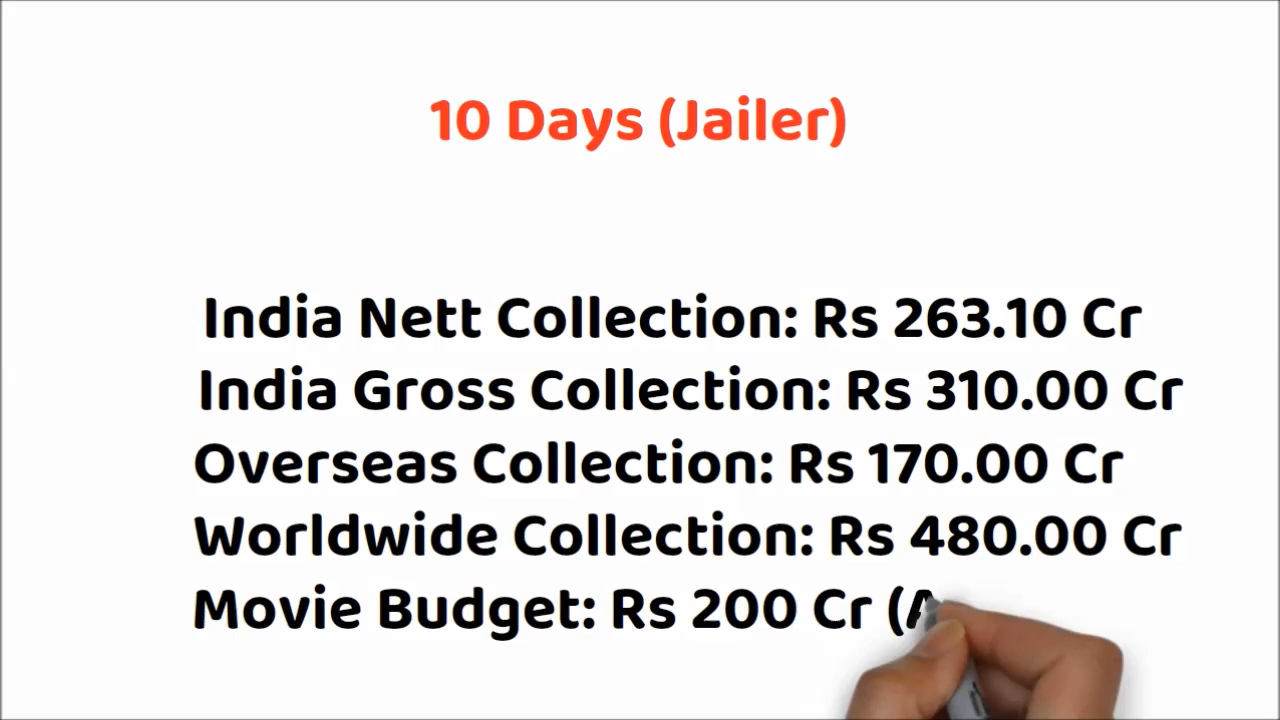 10 Days (Jailer)
India Nett Collection: Rs 263.10 Cr
India Gross Collection: Rs 310.00 Cr
Overseas Collection: Rs 170.00 Cr
Worldwide Collection: Rs 480.00 Cr
Movie Budget: Rs 200 Cr (A